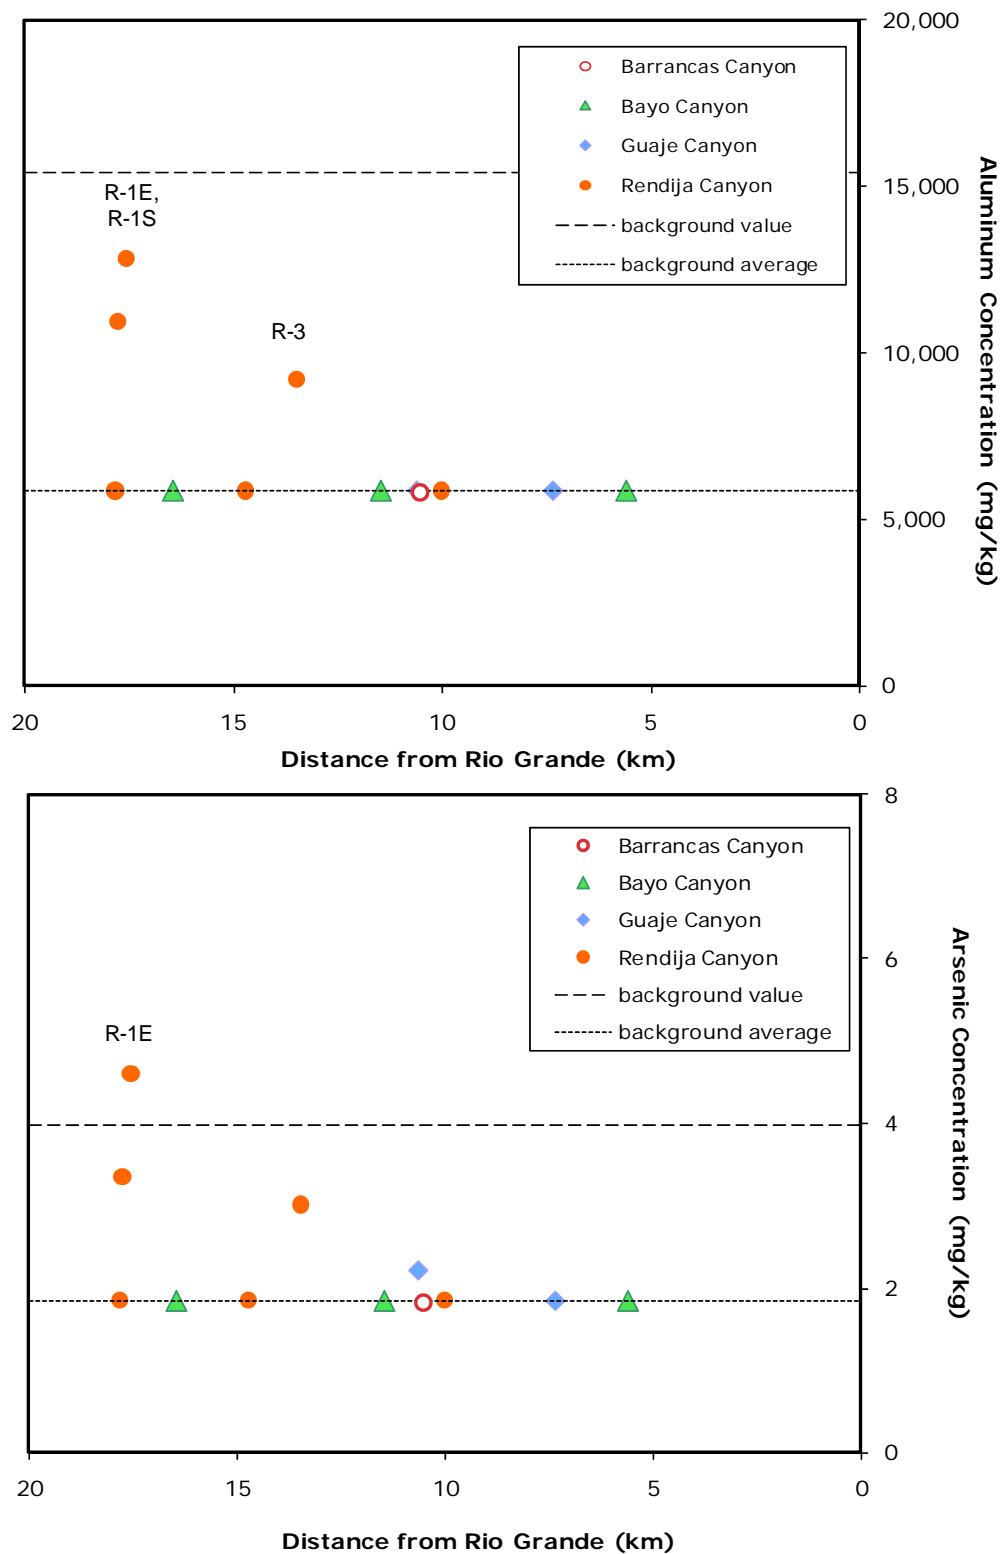 20,000
Barrancas Canyon
Bayo Canyon
Guaje Canyon
Rendija Canyon
background value
background average
R-1E,
R-1S
R-3
15,000
10,000
5,000
0
Aluminum Concentration (mg/kg)
20
15
10
5
0
Distance from Rio Grande (km)
8
Barrancas Canyon
Bayo Canyon
Guaje Canyon
Rendija Canyon
background value
background average
R-1E
6
4
2
0
Arsenic Concentration (mg/kg)
20
15
10
5
0
Distance from Rio Grande (km)